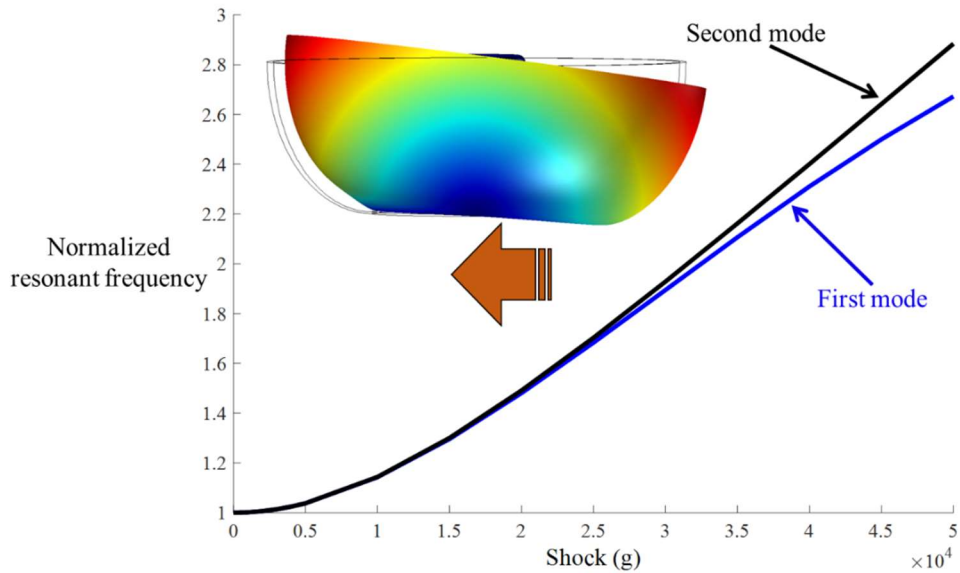 3
2.8
2.6
2.4
2.2
2
1.8
1.6
1.4
1.2
1
Normalized
resonant frequency
Second mode
First mode
0 0.5 1 1.5 2 2.5 3 3.5 4 4.5 5
Shock (g)
×10⁴